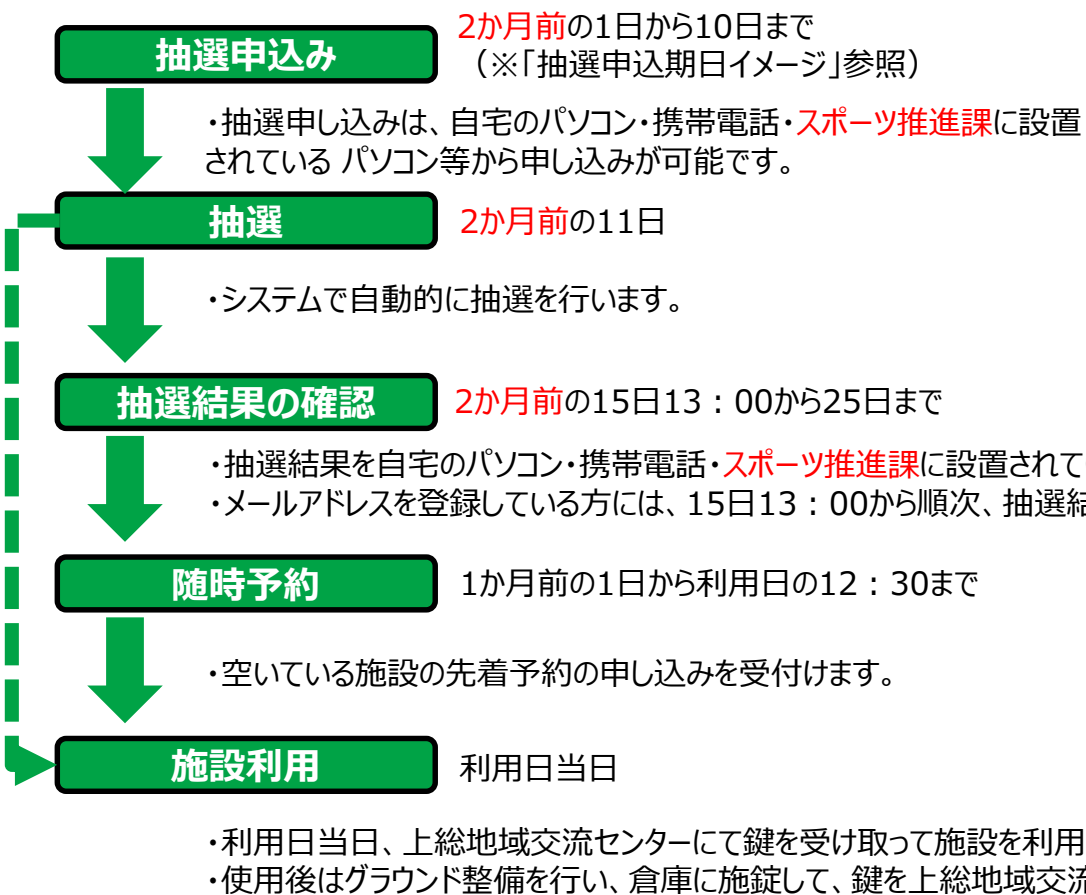 抽選申込み
2か月前の1日から10日まで
（※「抽選申込期日イメージ」参照）
・抽選申し込みは、自宅のパソコン・携帯電話・スポーツ推進課に設置
されている パソコン等から申し込みが可能です。
抽選
2か月前の11日
・システムで自動的に抽選を行います。
抽選結果の確認
2か月前の15日13：00から25日まで
・抽選結果を自宅のパソコン・携帯電話・スポーツ推進課に設置されて
・メールアドレスを登録している方には、15日13：00から順次、抽選結
随時予約
1か月前の1日から利用日の12：30まで
・空いている施設の先着予約の申し込みを受付けます。
施設利用
利用日当日
・利用日当日、上総地域交流センターにて鍵を受け取って施設を利用
・使用後はグラウンド整備を行い、倉庫に施錠して、鍵を上総地域交流